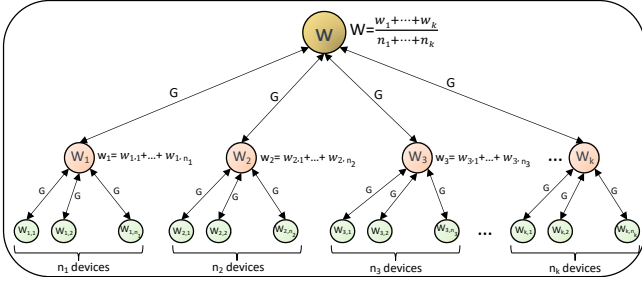 W W=(w₁+⋯+wₖ)/(n₁+⋯+nₖ)
G G G G
W₁ w₁= w₁,₁+...+ w₁, n₁ W₂ w₂= w₂,₁+...+ w₂, n₂ W₃ w₃= w₃,₁+...+ w₃, n₃ ... Wₖ
G G G G G G G G G G G G
W₁,₁ W₁,₂ W₁,n₁ W₂,₁ W₂,₂ W₂,n₂ W₃,₁ W₃,₂ W₃,n₃ ... Wₖ,₁ Wₖ,₂ Wₖ,nₖ
n₁ devices n₂ devices n₃ devices nₖ devices